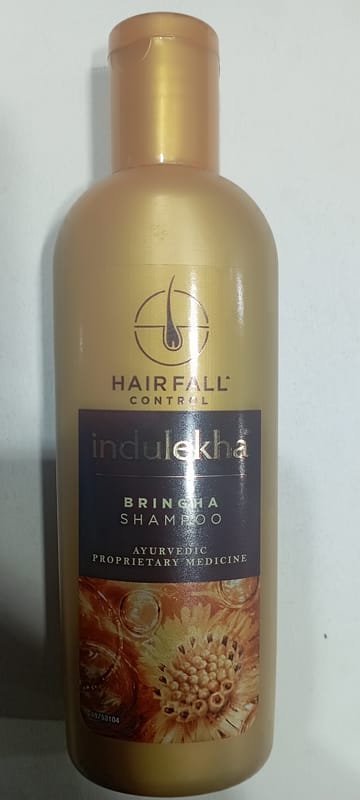 HAIRFALL
CONTROL
indulekha
BRINGHA
SHAMPOO
AYURVEDIC
PROPRIETARY MEDICINE